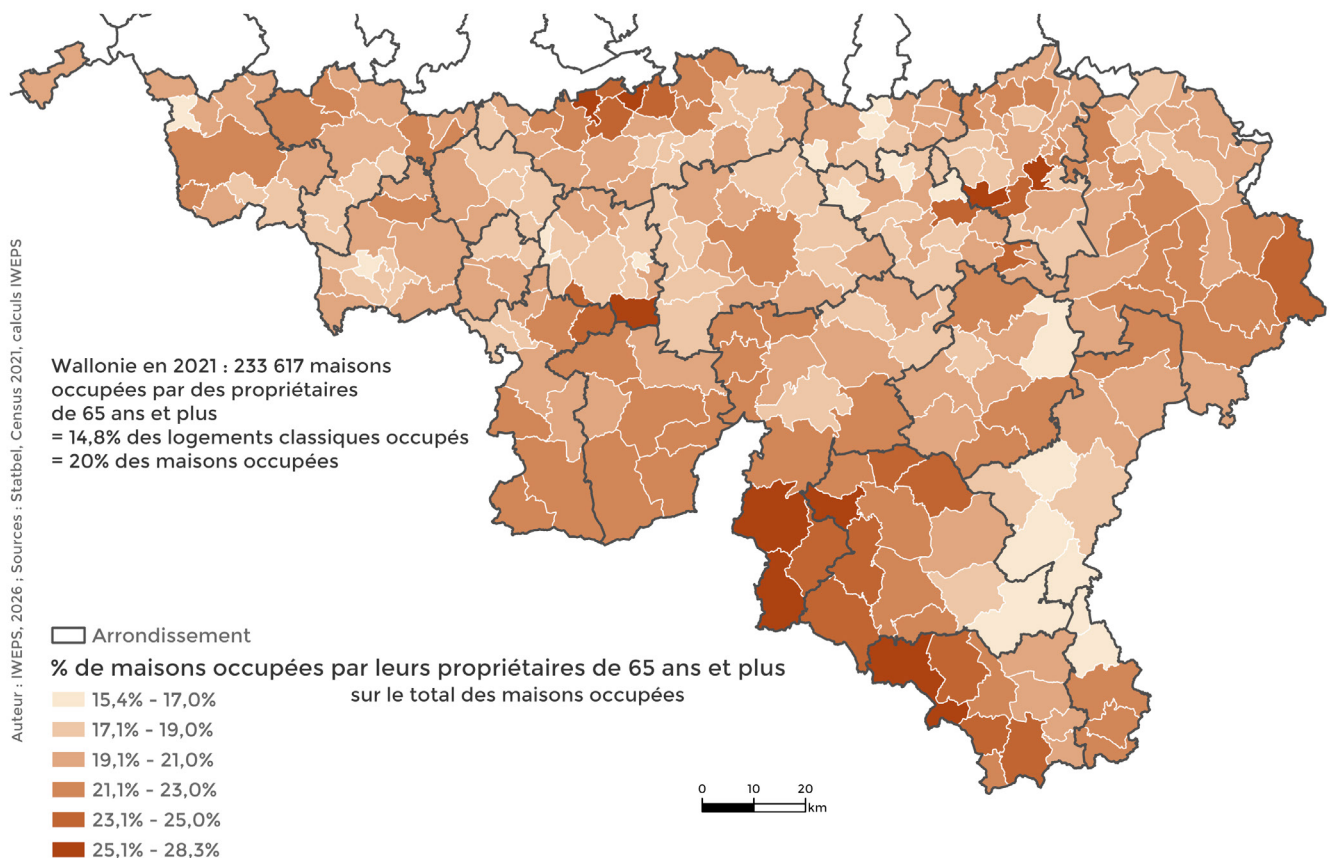 Auteur : IWEPS, 2026 ; Sources : Statbel, Census 2021, calculs IWEPS
Wallonie en 2021 : 233 617 maisons
occupées par des propriétaires
de 65 ans et plus
= 14,8% des logements classiques occupés
= 20% des maisons occupées
Arrondissement
% de maisons occupées par leurs propriétaires de 65 ans et plus
sur le total des maisons occupées
15,4% - 17,0%
17,1% - 19,0%
19,1% - 21,0%
21,1% - 23,0%
23,1% - 25,0%
25,1% - 28,3%
0 10 20
km